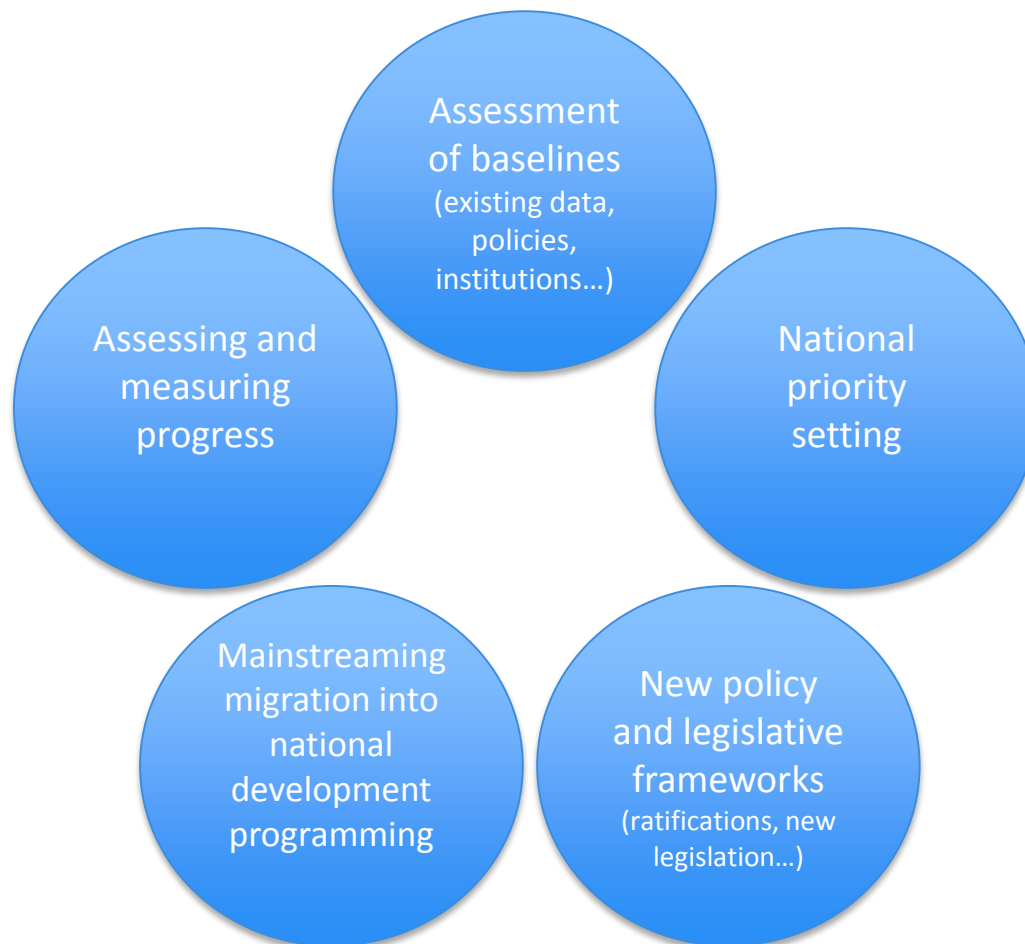 Assessment
of baselines
(existing data,
policies,
institutions…)
National
priority
setting
New policy
and legislative
frameworks
(ratifications, new
legislation…)
Mainstreaming
migration into
national
development
programming
Assessing and
measuring
progress